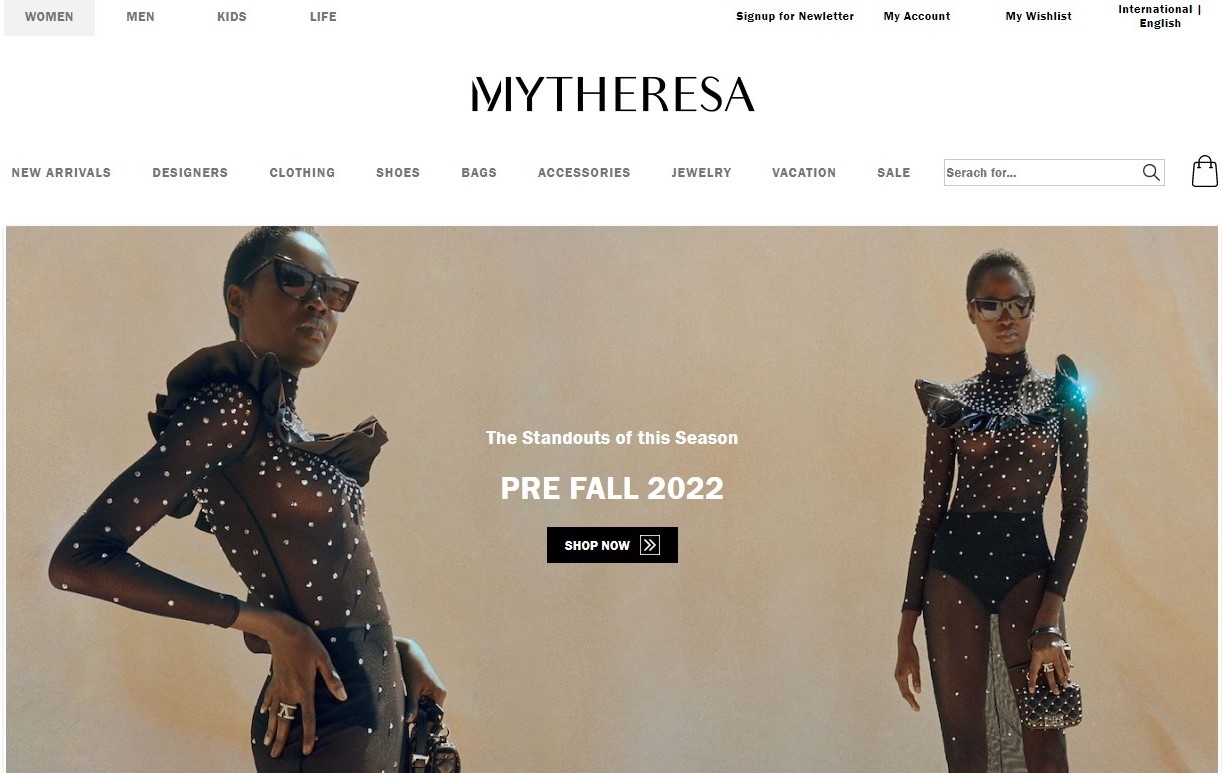 WOMEN MEN KIDS LIFE Signup for Newletter My Account My Wishlist International |
English
MYTHERESA
NEW ARRIVALS DESIGNERS CLOTHING SHOES BAGS ACCESSORIES JEWELRY VACATION SALE Serach for...
The Standouts of this Season
PRE FALL 2022
SHOP NOW